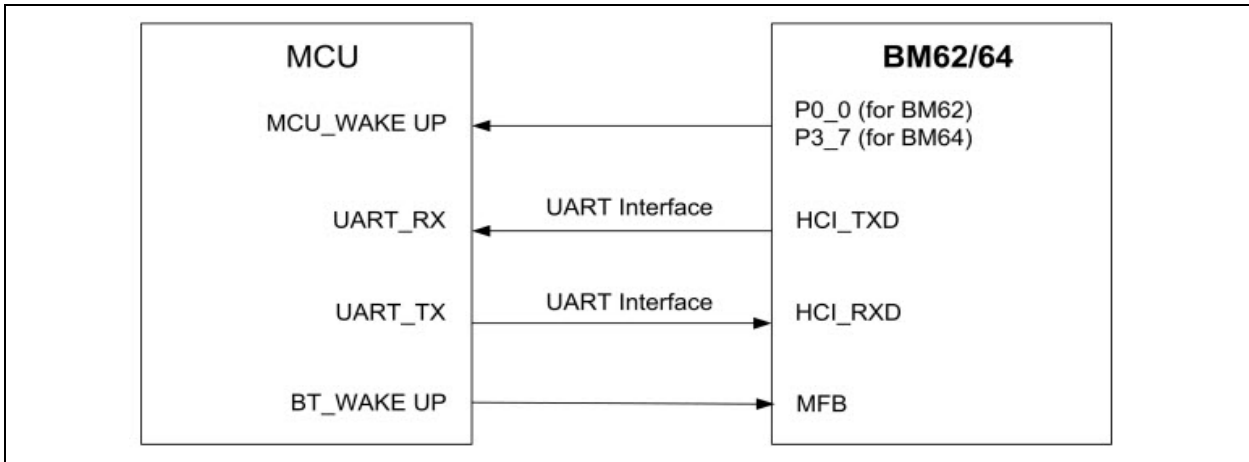 MCU
BM62/64
MCU_WAKE UP
P0_0 (for BM62)
P3_7 (for BM64)
UART_RX
UART Interface
HCI_TXD
UART_TX
UART Interface
HCI_RXD
BT_WAKE UP
MFB